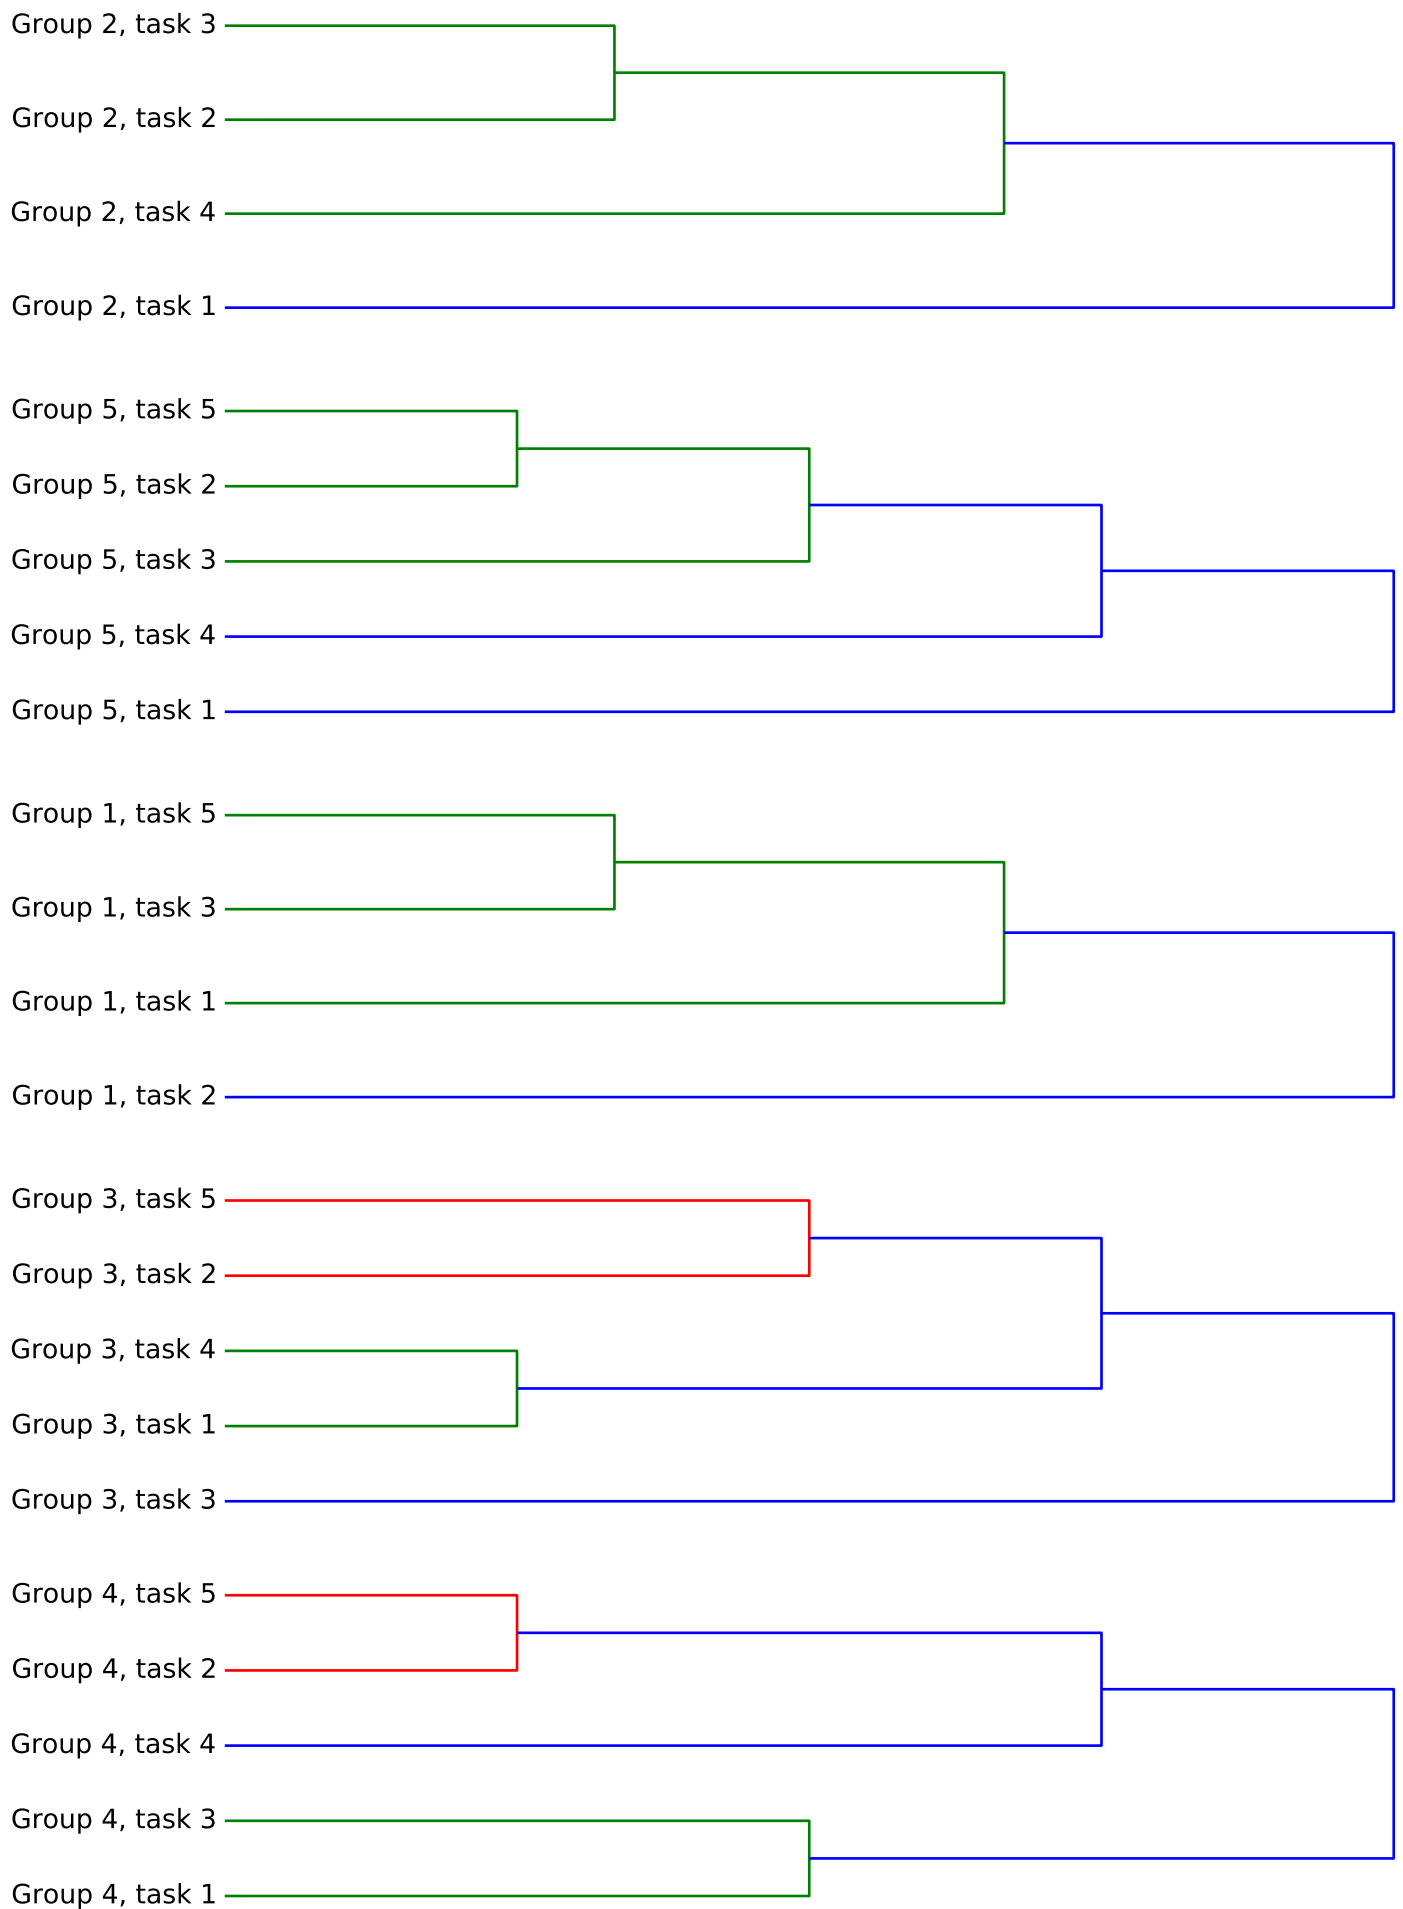 Group 2, task 3
Group 2, task 2
Group 2, task 4
Group 2, task 1
Group 5, task 5
Group 5, task 2
Group 5, task 3
Group 5, task 4
Group 5, task 1
Group 1, task 5
Group 1, task 3
Group 1, task 1
Group 1, task 2
Group 3, task 5
Group 3, task 2
Group 3, task 4
Group 3, task 1
Group 3, task 3
Group 4, task 5
Group 4, task 2
Group 4, task 4
Group 4, task 3
Group 4, task 1